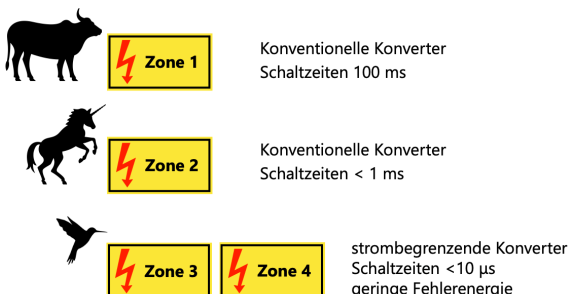 Zone 1
Konventionelle Konverter
Schaltzeiten 100 ms
Zone 2
Konventionelle Konverter
Schaltzeiten < 1 ms
Zone 3
Zone 4
strombegrenzende Konverter
Schaltzeiten <10 µs
geringe Fehlerenergie